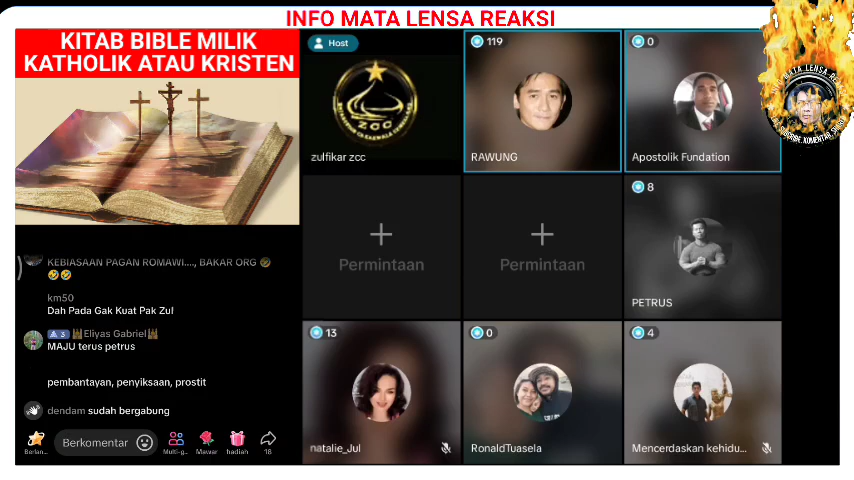 INFO MATA LENSA REAKSI
KITAB BIBLE MILIK
KATHOLIK ATAU KRISTEN
Host
ZCC
zulfikar zcc
119
RAWUNG
0
Apostolik Fundation
Permintaan
Permintaan
8
PETRUS
KEBIASAAN PAGAN ROMAWI...., BAKAR ORG 🤣
🤣🤣
km50
Dah Pada Gak Kuat Pak Zul
3 🕌Eliyas Gabriel🕌
MAJU terus petrus
pembantayan, penyiksaan, prostit
dendam sudah bergabung
Berkomentar
Berlan...
Multi-g..
Mawar
hadiah
18
13
natalie_Jul
0
RonaldTuasela
4
Mencerdaskan kehidu...